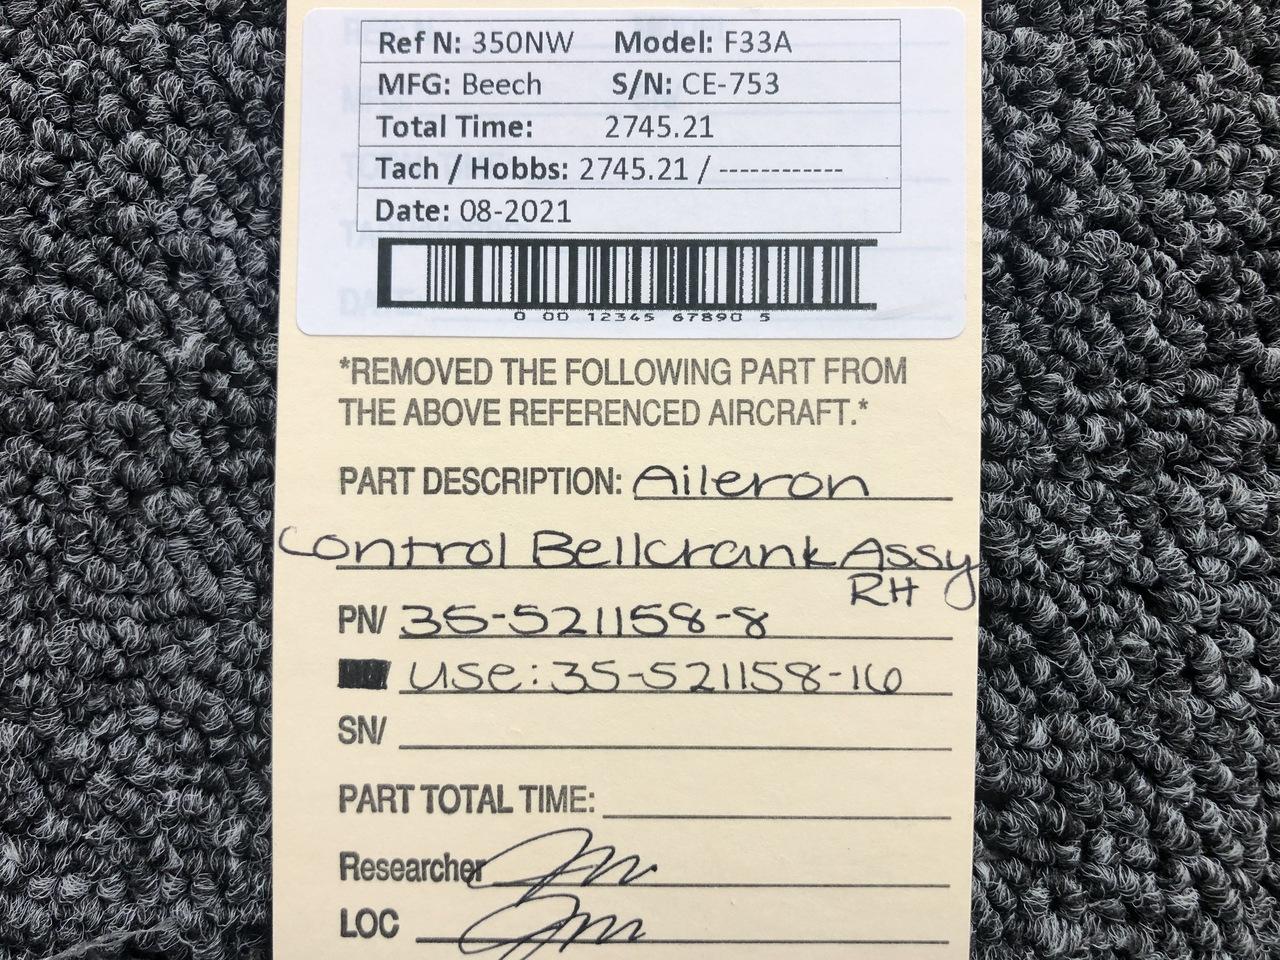 Ref N: 350NW Model: F33A
MFG: Beech S/N: CE-753
Total Time: 2745.21
Tach / Hobbs: 2745.21 / ------------
Date: 08-2021
0 00 12345 67890 5
*REMOVED THE FOLLOWING PART FROM
THE ABOVE REFERENCED AIRCRAFT.*
PART DESCRIPTION: Aileron
Control Bellcrank Assy
RH
PN/ 35-521158-8
Use: 35-521158-16
SN/
PART TOTAL TIME:
Researcher
LOC